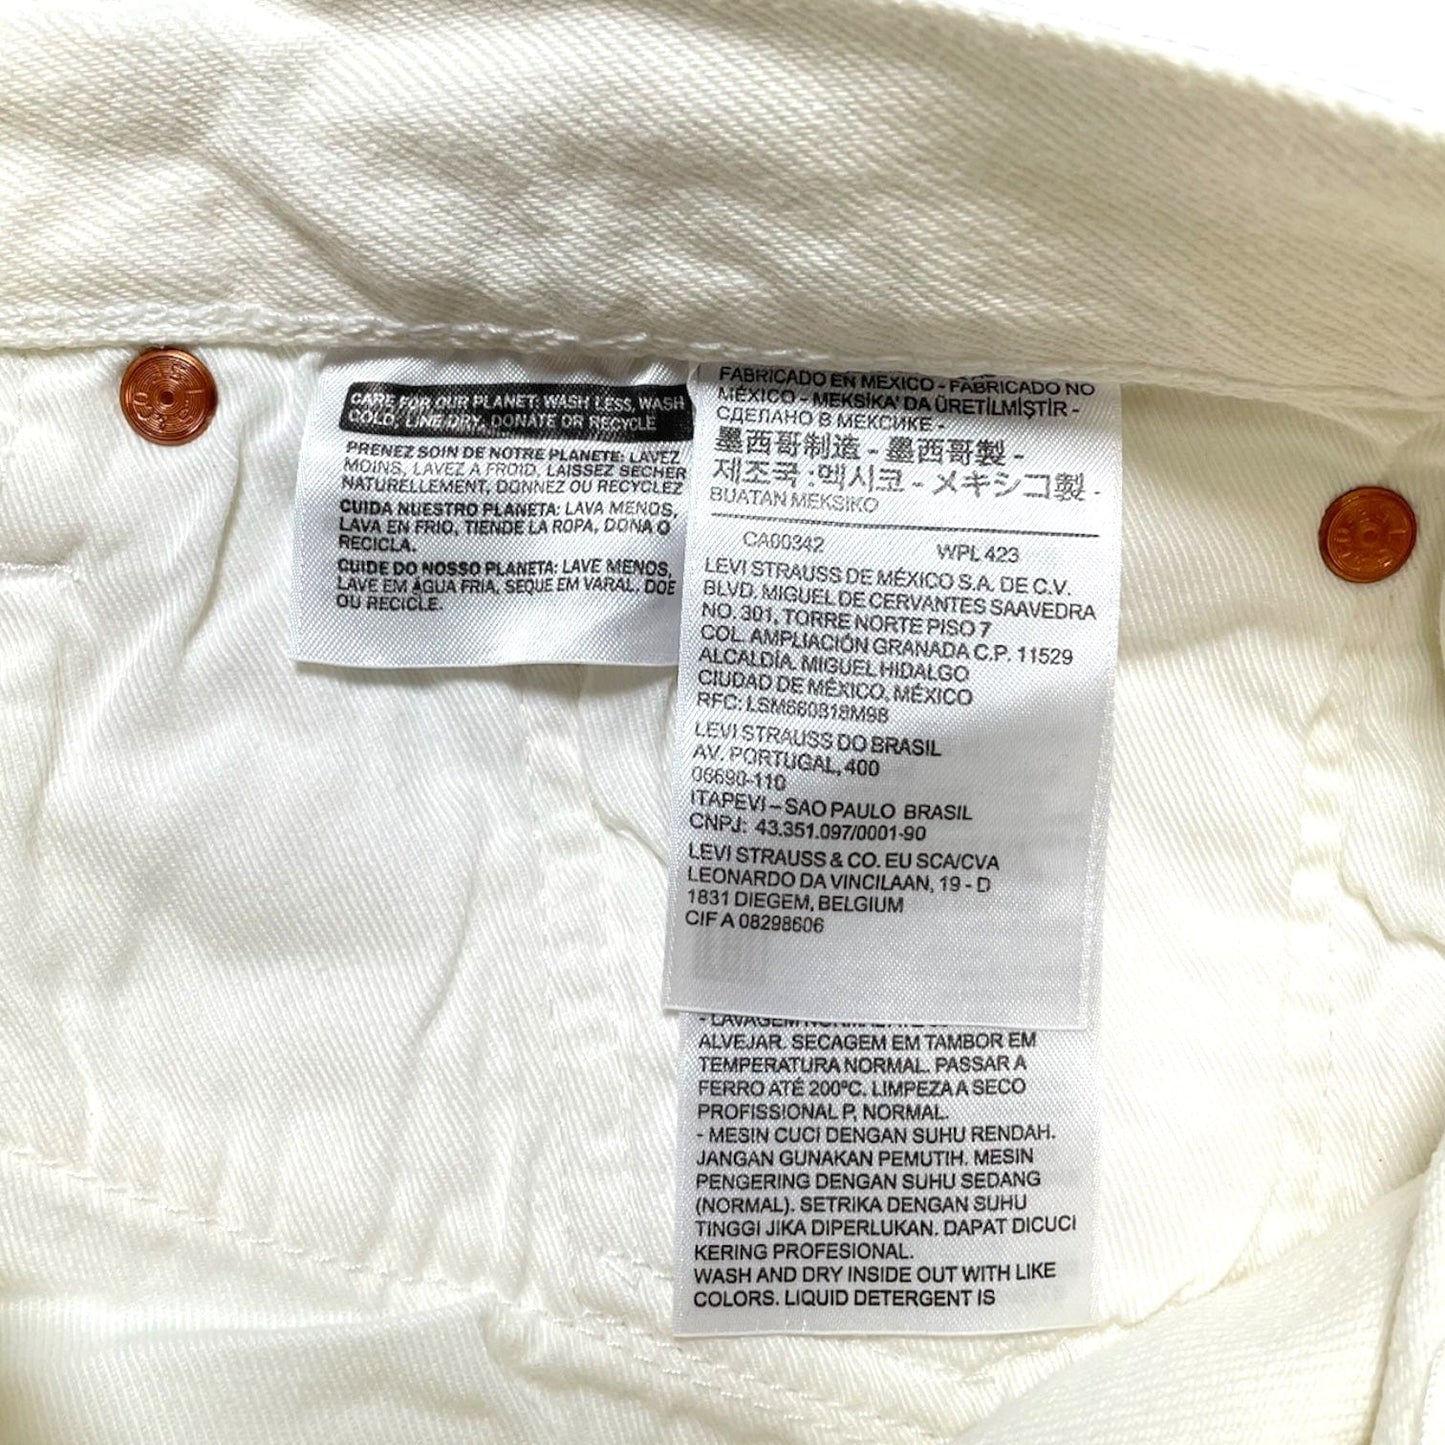 CARE FOR OUR PLANET: WASH LESS, WASH
COLD, LINE DRY, DONATE OR RECYCLE
PRENEZ SOIN DE NOTRE PLANETE: LAVEZ
MOINS, LAVEZ A FROID, LAISSEZ SECHER
NATURELLEMENT, DONNEZ OU RECYCLEZ
CUIDA NUESTRO PLANETA: LAVA MENOS,
LAVA EN FRIO, TIENDE LA ROPA, DONA O
RECICLA.
CUIDE DO NOSSO PLANETA: LAVE MENOS,
LAVE EM ÁGUA FRIA, SEQUE EM VARAL, DOE
OU RECICLE.
FABRICADO EN MEXICO - FABRICADO NO
MÉXICO - MEKSİKA' DA ÜRETİLMİŞTİR -
СДЕЛАНО В МЕКСИКЕ -
墨西哥制造 - 墨西哥製 -
제조국 : 멕시코 - メキシコ製 -
BUATAN MEKSIKO
CA00342 WPL 423
LEVI STRAUSS DE MÉXICO S.A. DE C.V.
BLVD. MIGUEL DE CERVANTES SAAVEDRA
NO. 301, TORRE NORTE PISO 7
COL. AMPLIACIÓN GRANADA C.P. 11529
ALCALDÍA. MIGUEL HIDALGO
CIUDAD DE MÉXICO, MÉXICO
RFC: LSM660818M98
LEVI STRAUSS DO BRASIL
AV. PORTUGAL, 400
06690-110
ITAPEVI – SAO PAULO BRASIL
CNPJ: 43.351.097/0001-90
LEVI STRAUSS & CO. EU SCA/CVA
LEONARDO DA VINCILAAN, 19 - D
1831 DIEGEM, BELGIUM
CIF A 08298606
- LAVAGEM NORMAL ATÉ
ALVEJAR. SECAGEM EM TAMBOR EM
TEMPERATURA NORMAL. PASSAR A
FERRO ATÉ 200ºC. LIMPEZA A SECO
PROFISSIONAL P, NORMAL.
- MESIN CUCI DENGAN SUHU RENDAH.
JANGAN GUNAKAN PEMUTIH. MESIN
PENGERING DENGAN SUHU SEDANG
(NORMAL). SETRIKA DENGAN SUHU
TINGGI JIKA DIPERLUKAN. DAPAT DICUCI
KERING PROFESIONAL.
WASH AND DRY INSIDE OUT WITH LIKE
COLORS. LIQUID DETERGENT IS